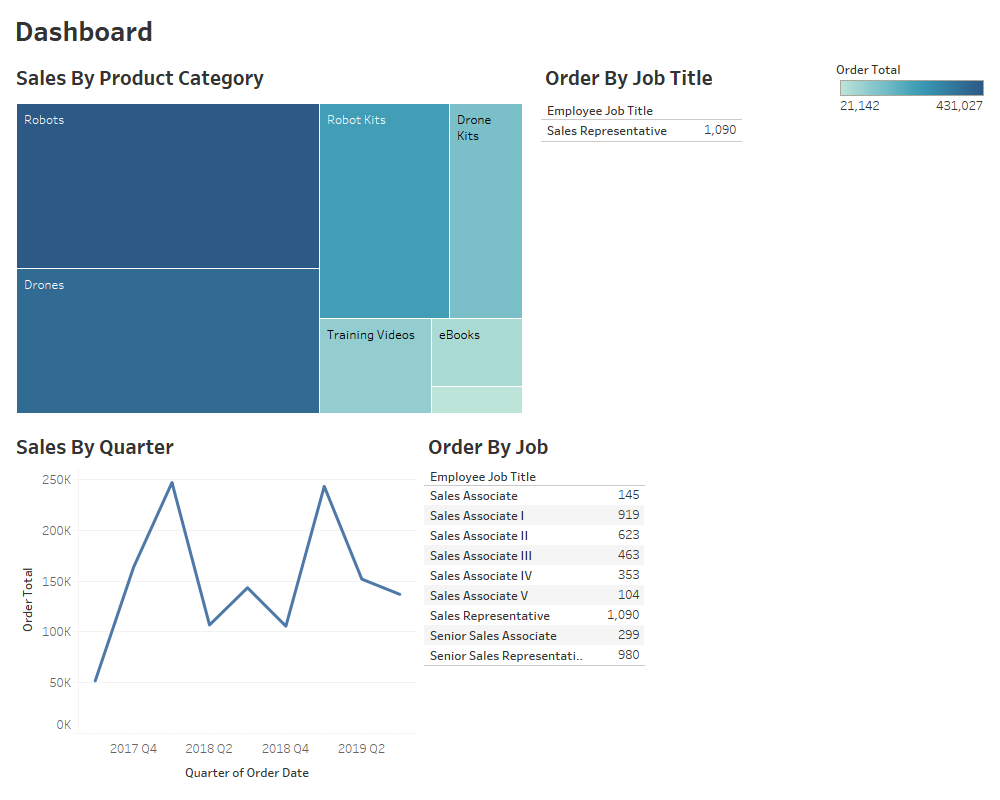 Dashboard
Sales By Product Category
Robots
Robot Kits
Drone
Kits
Drones
Training Videos
eBooks
Order By Job Title
Employee Job Title
Sales Representative 1,090
Order Total
21,142 431,027
Sales By Quarter
250K
200K
150K
100K
50K
0K
Order Total
2017 Q4 2018 Q2 2018 Q4 2019 Q2
Quarter of Order Date
Order By Job
Employee Job Title
Sales Associate 145
Sales Associate I 919
Sales Associate II 623
Sales Associate III 463
Sales Associate IV 353
Sales Associate V 104
Sales Representative 1,090
Senior Sales Associate 299
Senior Sales Representati.. 980